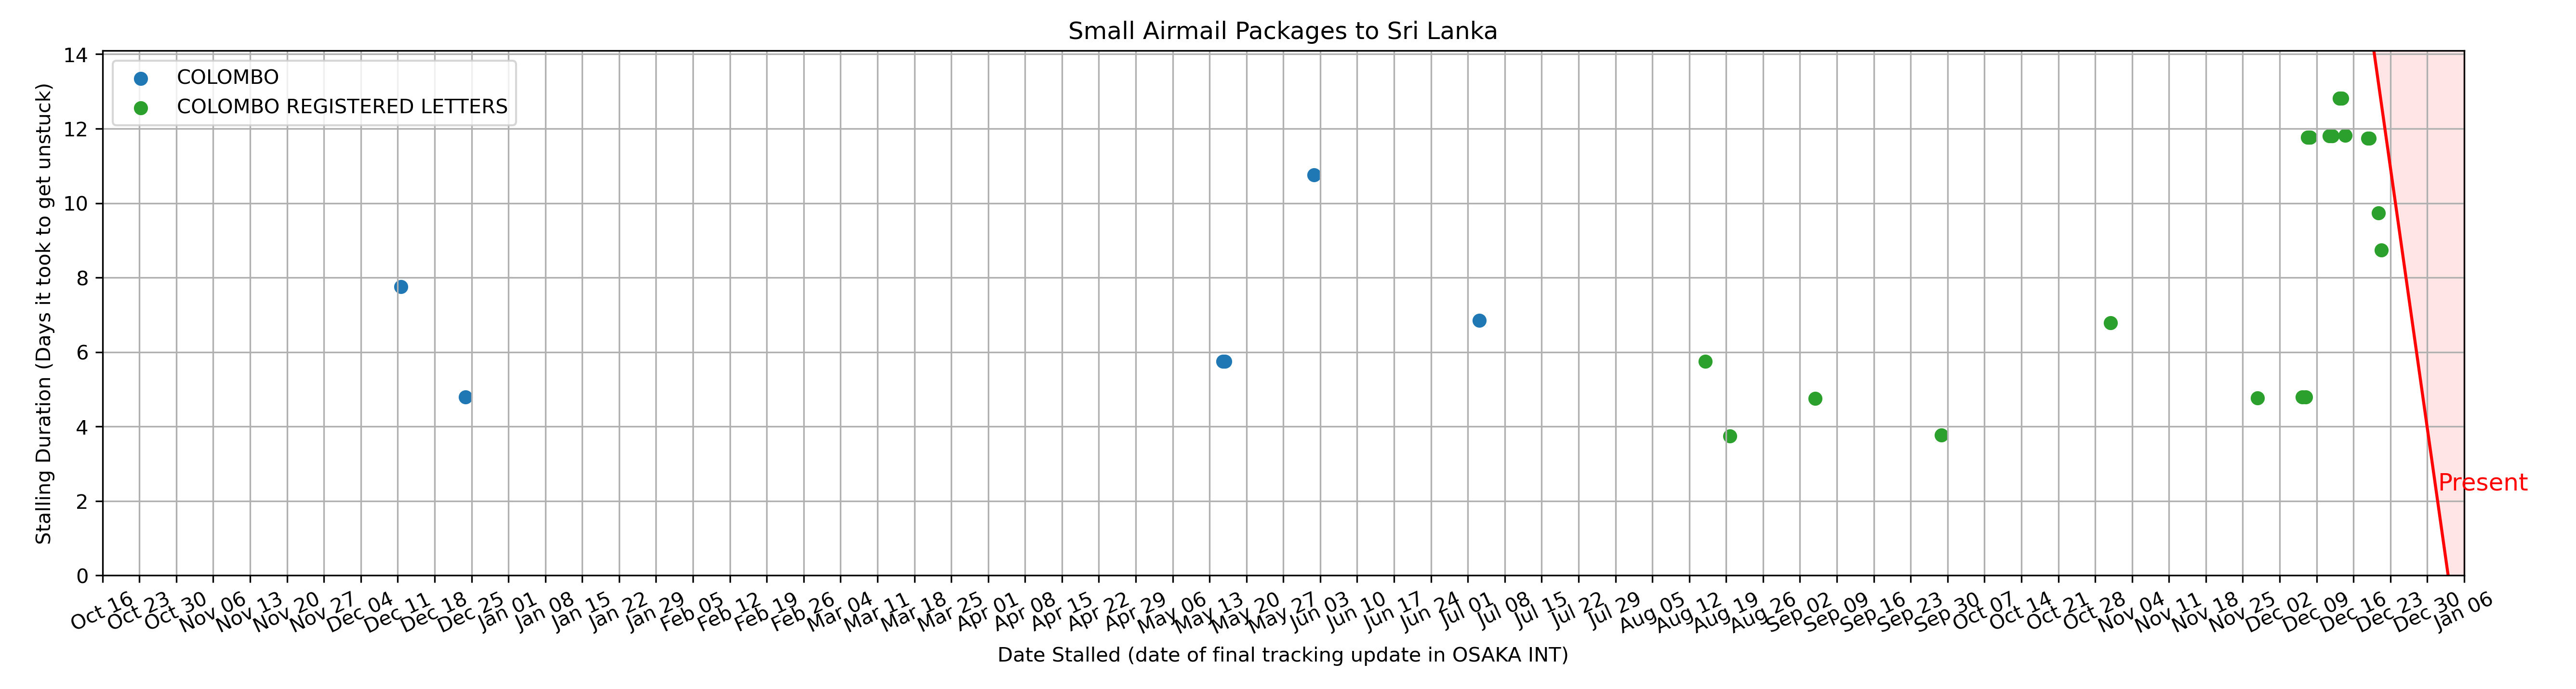 Small Airmail Packages to Sri Lanka
COLOMBO
COLOMBO REGISTERED LETTERS
Stalling Duration (Days it took to get unstuck)
14
12
10
8
6
4
2
0
Present
Oct 16 Oct 23 Oct 30 Nov 06 Nov 13 Nov 20 Nov 27 Dec 04 Dec 11 Dec 18 Dec 25 Jan 01 Jan 08 Jan 15 Jan 22 Jan 29 Feb 05 Feb 12 Feb 19 Feb 26 Mar 04 Mar 11 Mar 18 Mar 25 Apr 01 Apr 08 Apr 15 Apr 22 Apr 29 May 06 May 13 May 20 May 27 Jun 03 Jun 10 Jun 17 Jun 24 Jul 01 Jul 08 Jul 15 Jul 22 Jul 29 Aug 05 Aug 12 Aug 19 Aug 26 Sep 02 Sep 09 Sep 16 Sep 23 Sep 30 Oct 07 Oct 14 Oct 21 Oct 28 Nov 04 Nov 11 Nov 18 Nov 25 Dec 02 Dec 09 Dec 16 Dec 23 Dec 30 Jan 06
Date Stalled (date of final tracking update in OSAKA INT)